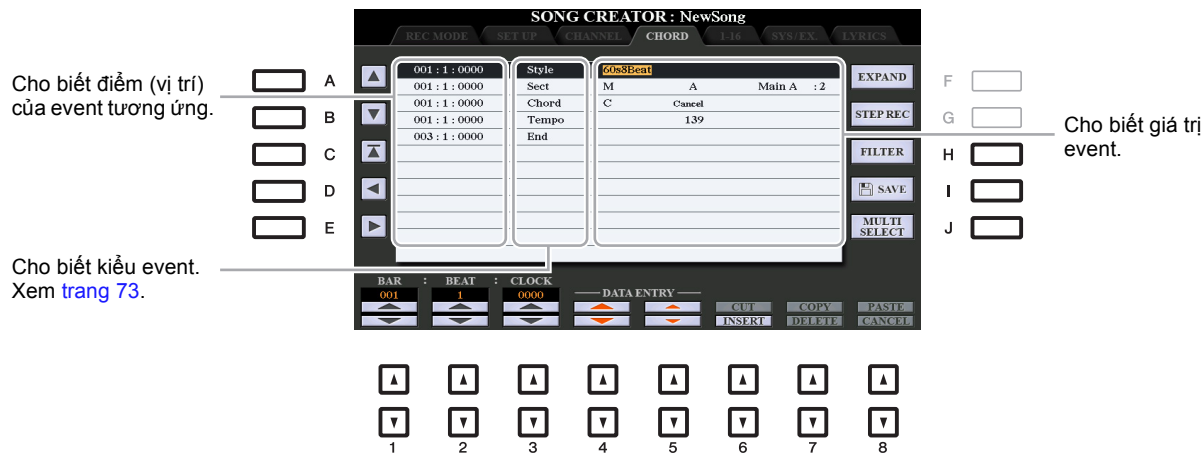 SONG CREATOR : NewSong
REC MODE SET UP CHANNEL CHORD 1-16 SYS/EX. LYRICS
Cho biết điểm (vị trí)
của event tương ứng.
A
B
C
D
E
001 : 1 : 0000 Style 60s8Beat
001 : 1 : 0000 Sect M A Main A : 2
001 : 1 : 0000 Chord C Cancel
001 : 1 : 0000 Tempo 139
003 : 1 : 0000 End
EXPAND
STEP REC
FILTER
SAVE
MULTI
SELECT
F
G
H
I
J
Cho biết giá trị
event.
Cho biết kiểu event.
Xem trang 73.
BAR : BEAT : CLOCK
001 1 0000
DATA ENTRY
CUT COPY PASTE
INSERT DELETE CANCEL
1 2 3 4 5 6 7 8